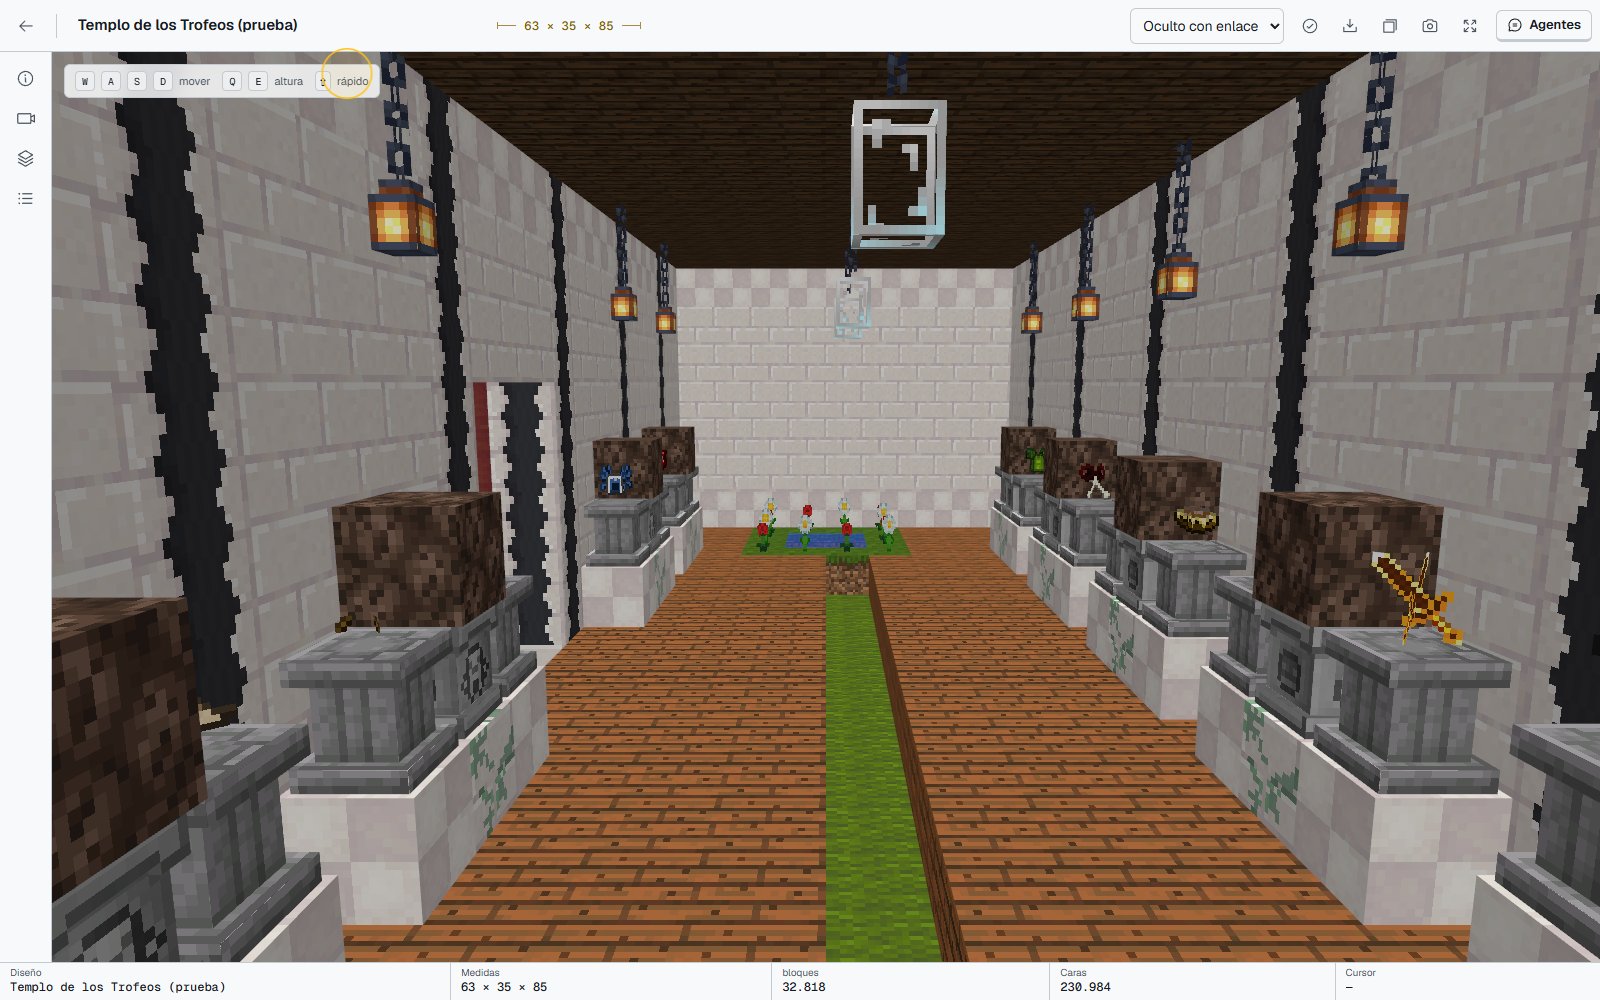 Templo de los Trofeos (prueba)
63 × 35 × 85
Oculto con enlace
Agentes
W A S D mover Q E altura ⇧ rápido
Diseño
Templo de los Trofeos (prueba)
Medidas
63 × 35 × 85
bloques
32.818
Caras
230.984
Cursor
—